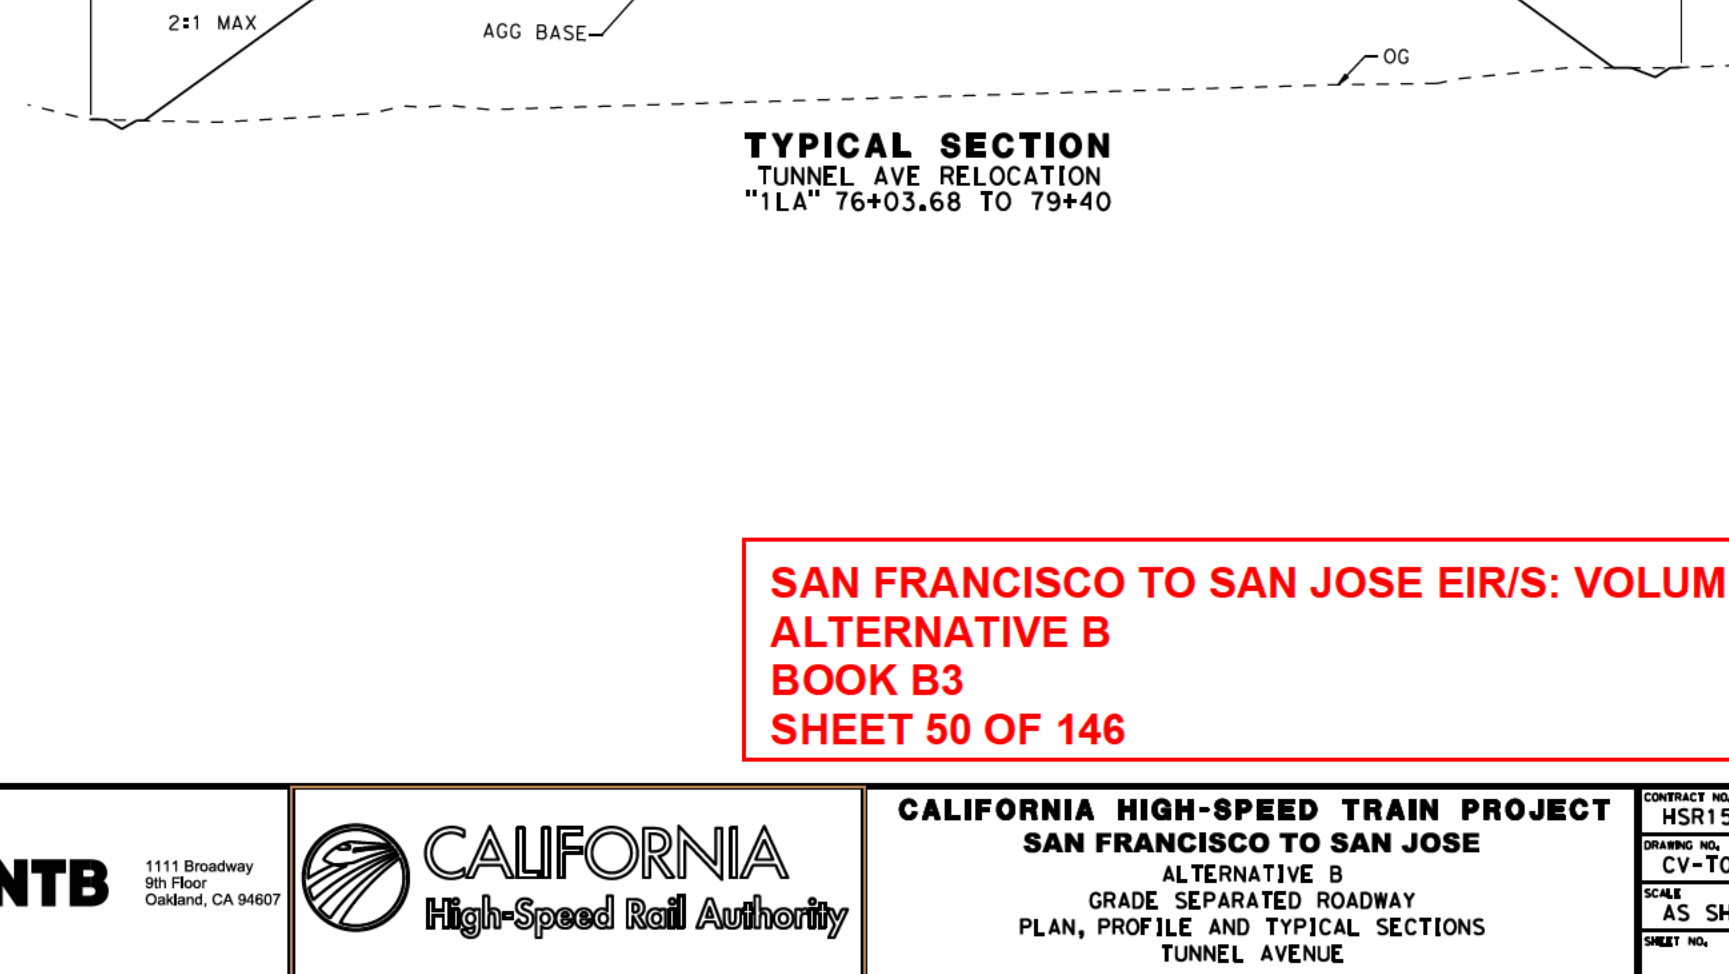 2:1 MAX
AGG BASE
OG
TYPICAL SECTION
TUNNEL AVE RELOCATION
"1LA" 76+03.68 TO 79+40
SAN FRANCISCO TO SAN JOSE EIR/S: VOLUM
ALTERNATIVE B
BOOK B3
SHEET 50 OF 146
NTB
1111 Broadway
9th Floor
Oakland, CA 94607
CALIFORNIA
High-Speed Rail Authority
CALIFORNIA HIGH-SPEED TRAIN PROJECT
SAN FRANCISCO TO SAN JOSE
ALTERNATIVE B
GRADE SEPARATED ROADWAY
PLAN, PROFILE AND TYPICAL SECTIONS
TUNNEL AVENUE
CONTRACT NO.
HSR15
DRAWING NO.
CV-T0
SCALE
AS SH
SHEET NO.